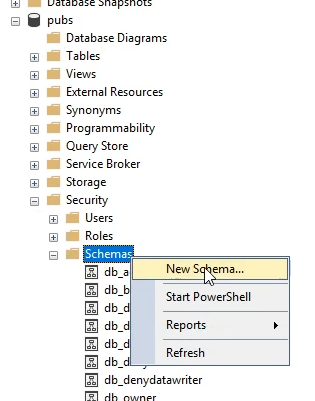 Database Snapshots
pubs
Database Diagrams
Tables
Views
External Resources
Synonyms
Programmability
Query Store
Service Broker
Storage
Security
Users
Roles
Schemas
New Schema...
Start PowerShell
Reports
Refresh
db_denydatawriter
db_owner